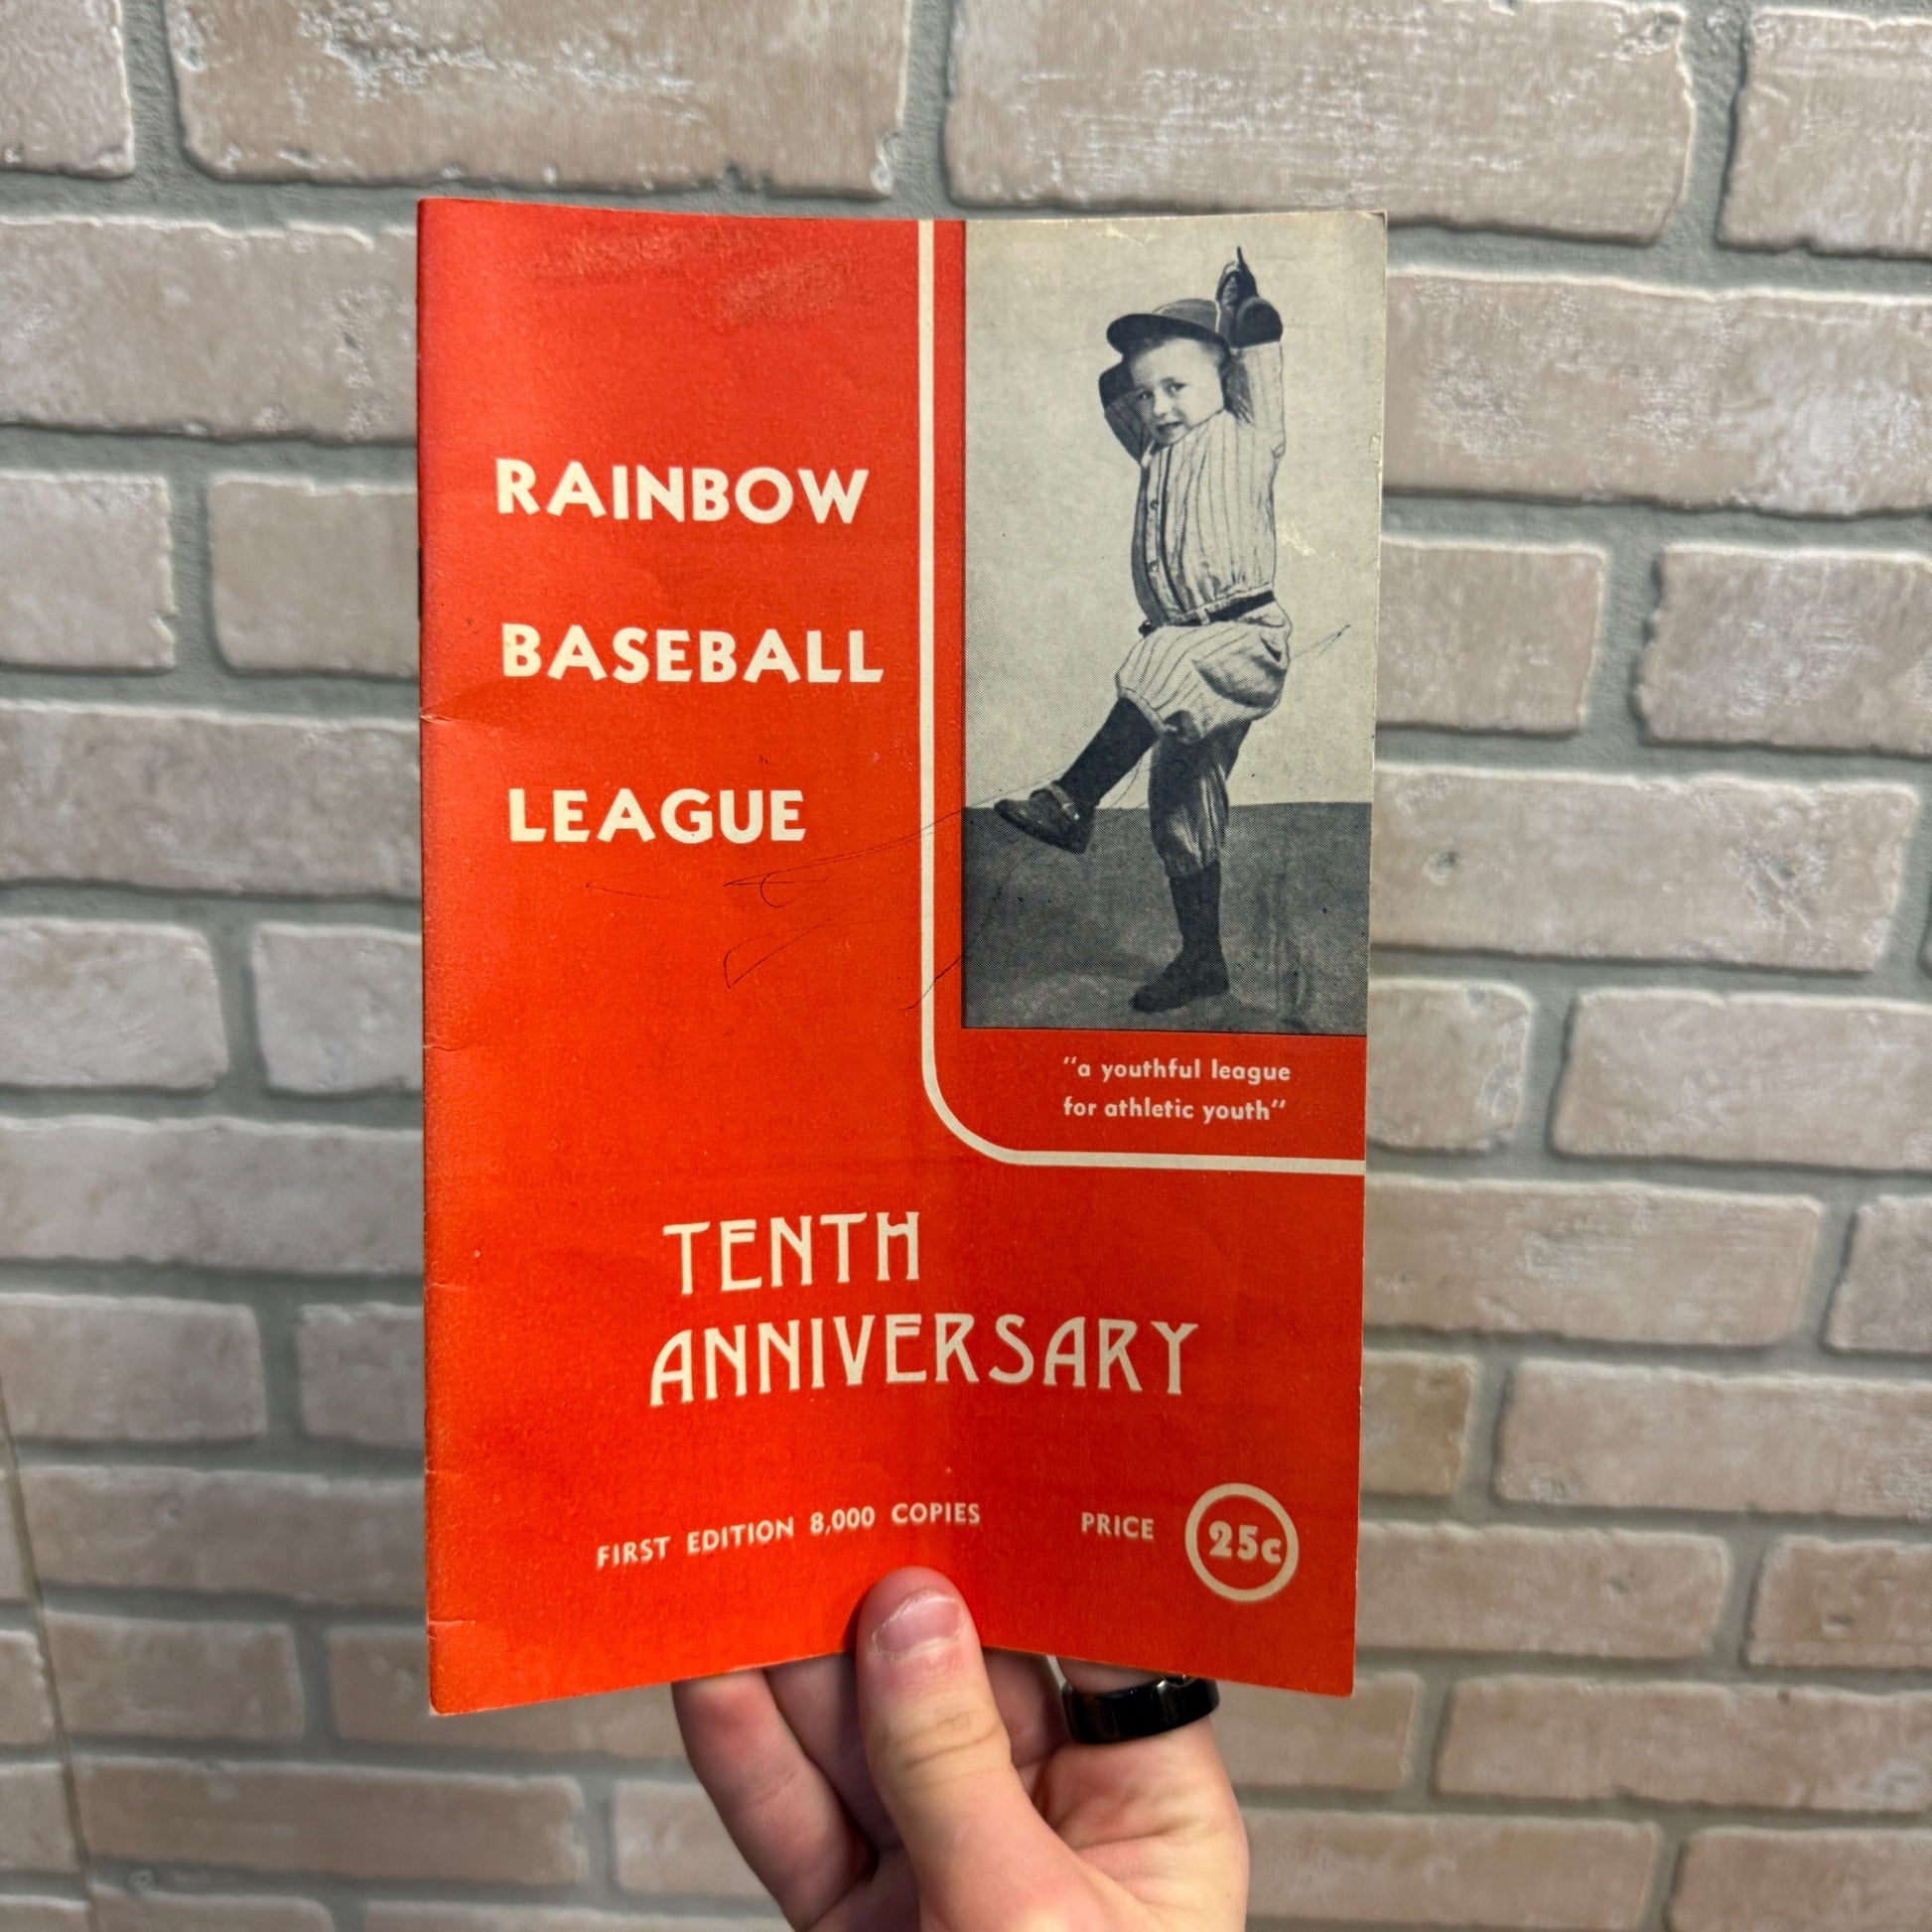 RAINBOW
BASEBALL
LEAGUE
"a youthful league
for athletic youth"
TENTH
ANNIVERSARY
FIRST EDITION 8,000 COPIES
PRICE 25c